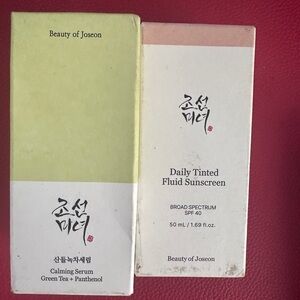 Beauty of Joseon
조선
미녀
산들녹차세럼
Calming Serum
Green Tea + Panthenol
조선
미녀
Daily Tinted
Fluid Sunscreen
BROAD SPECTRUM
SPF 40
50 mL / 1.69 fl.oz.
Beauty of Joseon